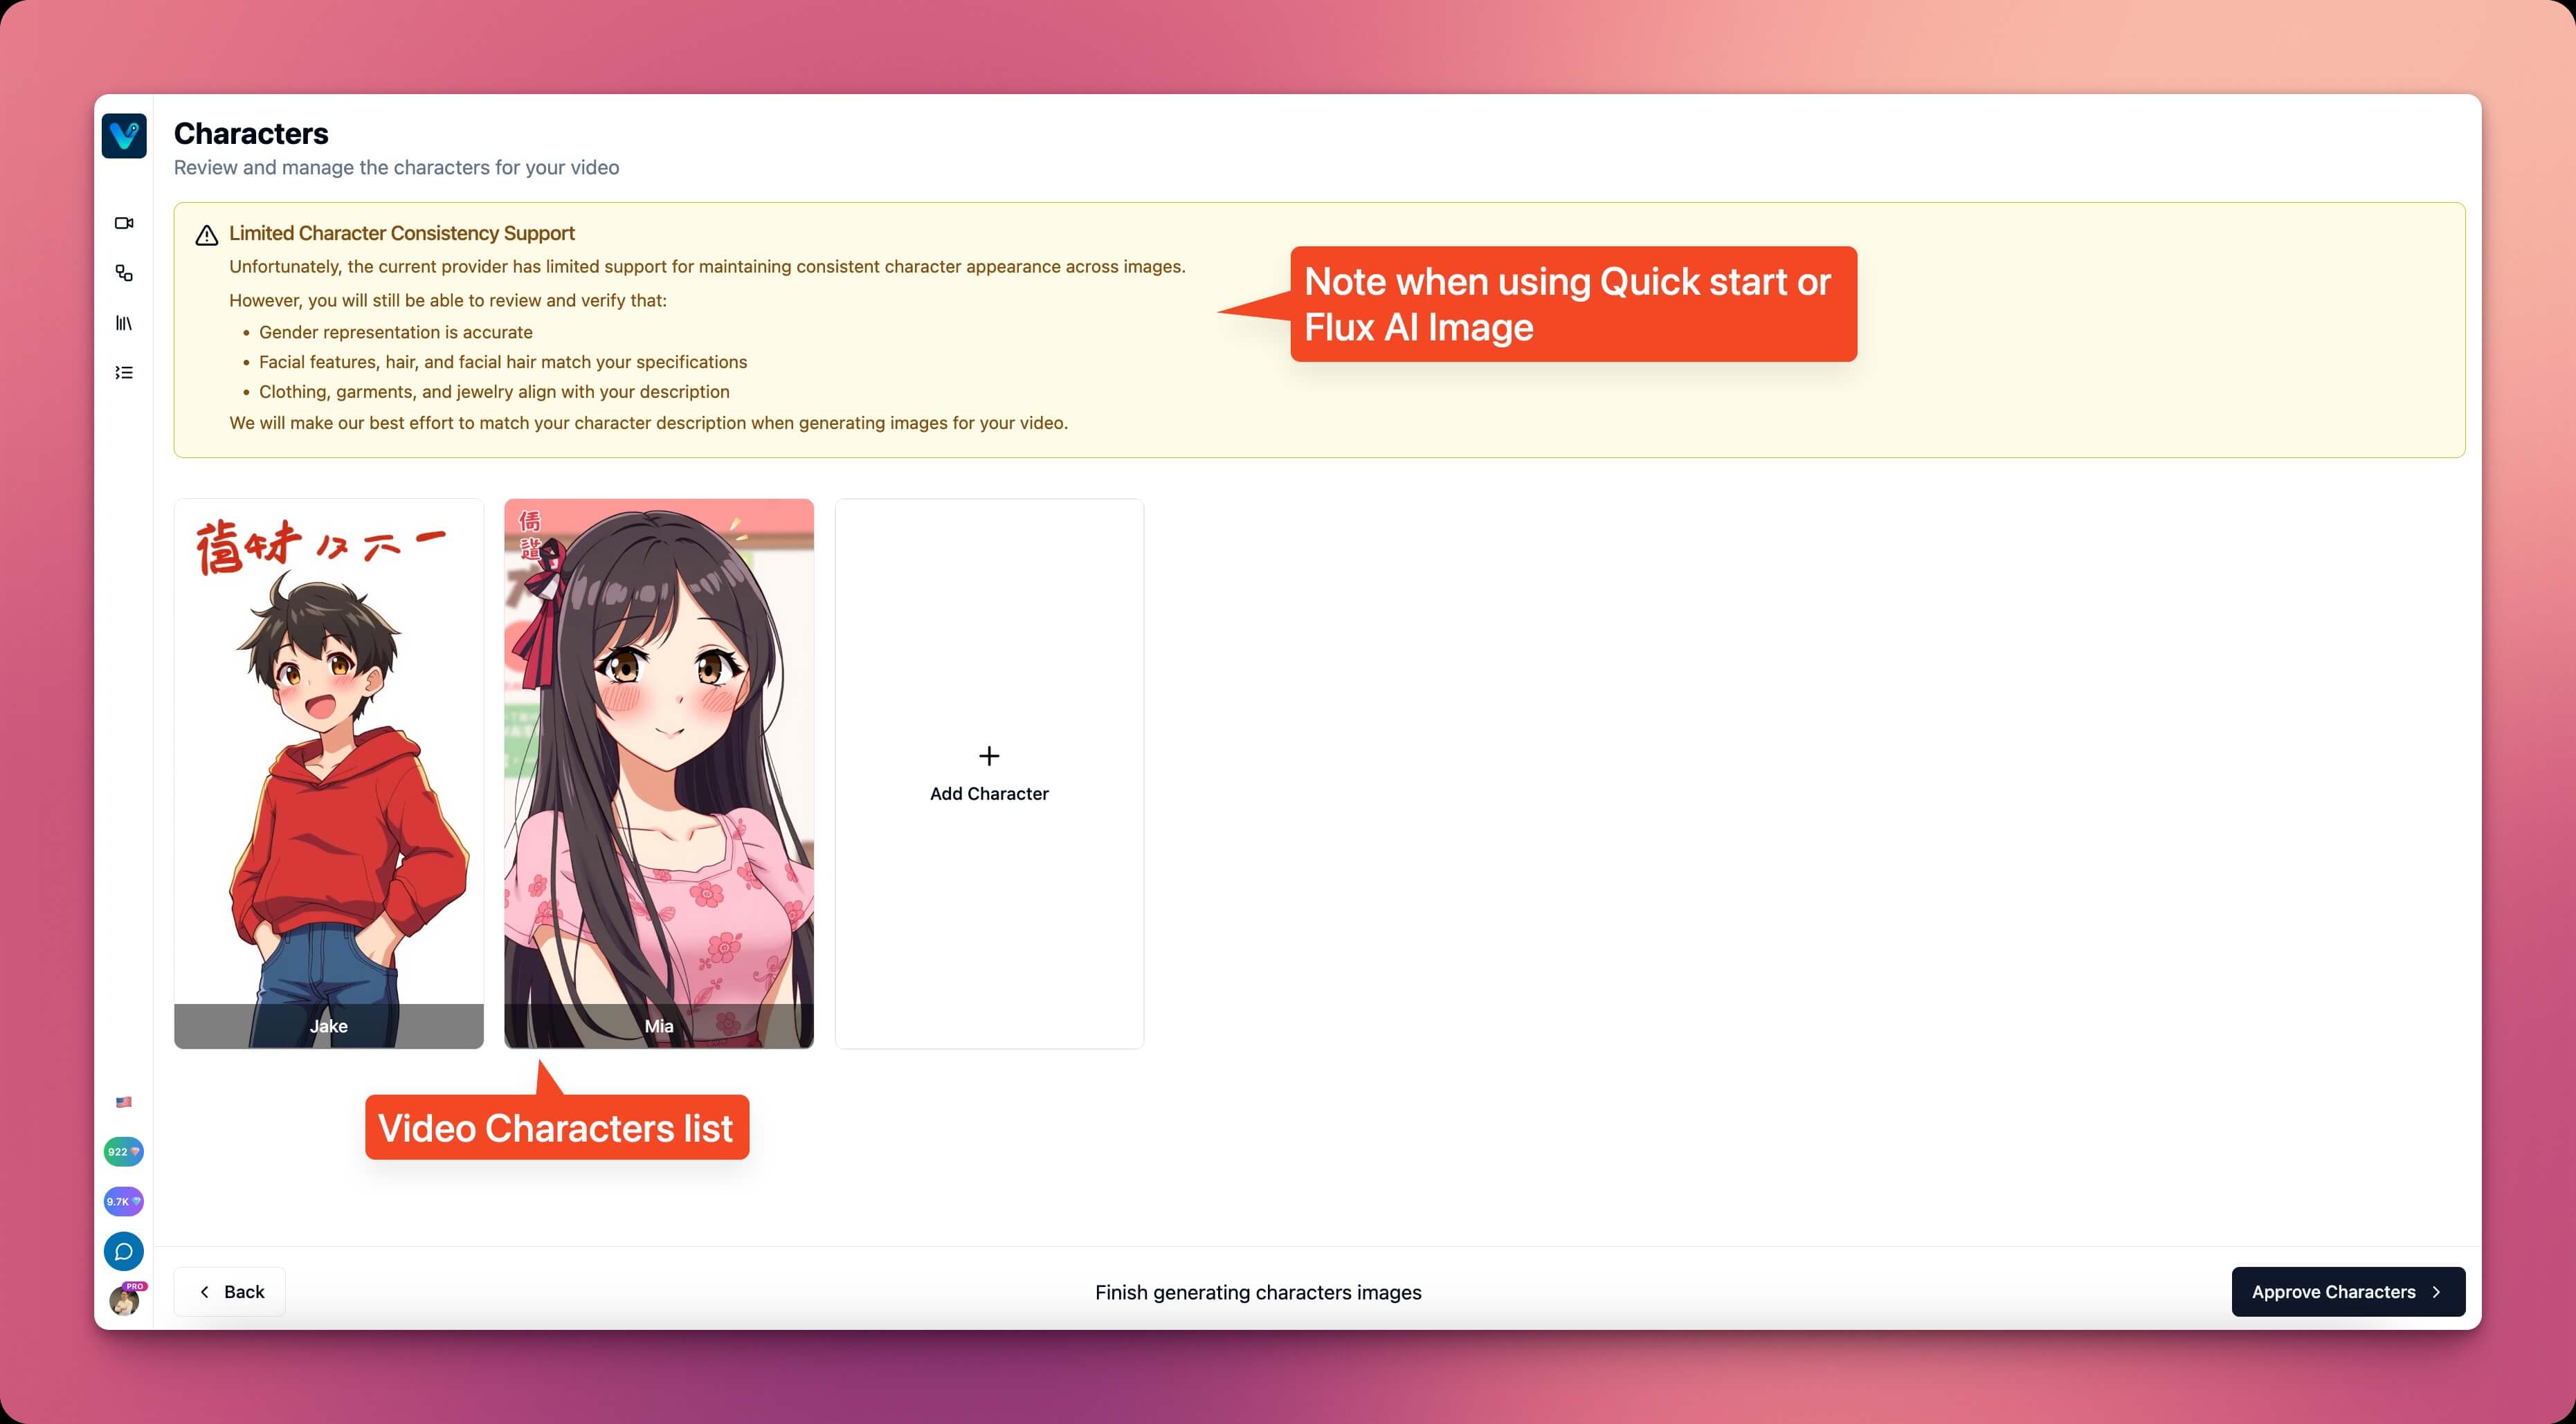 Characters
Review and manage the characters for your video
Limited Character Consistency Support
Unfortunately, the current provider has limited support for maintaining consistent character appearance across images.
However, you will still be able to review and verify that:
• Gender representation is accurate
• Facial features, hair, and facial hair match your specifications
• Clothing, garments, and jewelry align with your description
We will make our best effort to match your character description when generating images for your video.
Note when using Quick start or
Flux AI Image
Jake
Mia
Add Character
Video Characters list
922
9.7K
PRO
Back
Finish generating characters images
Approve Characters